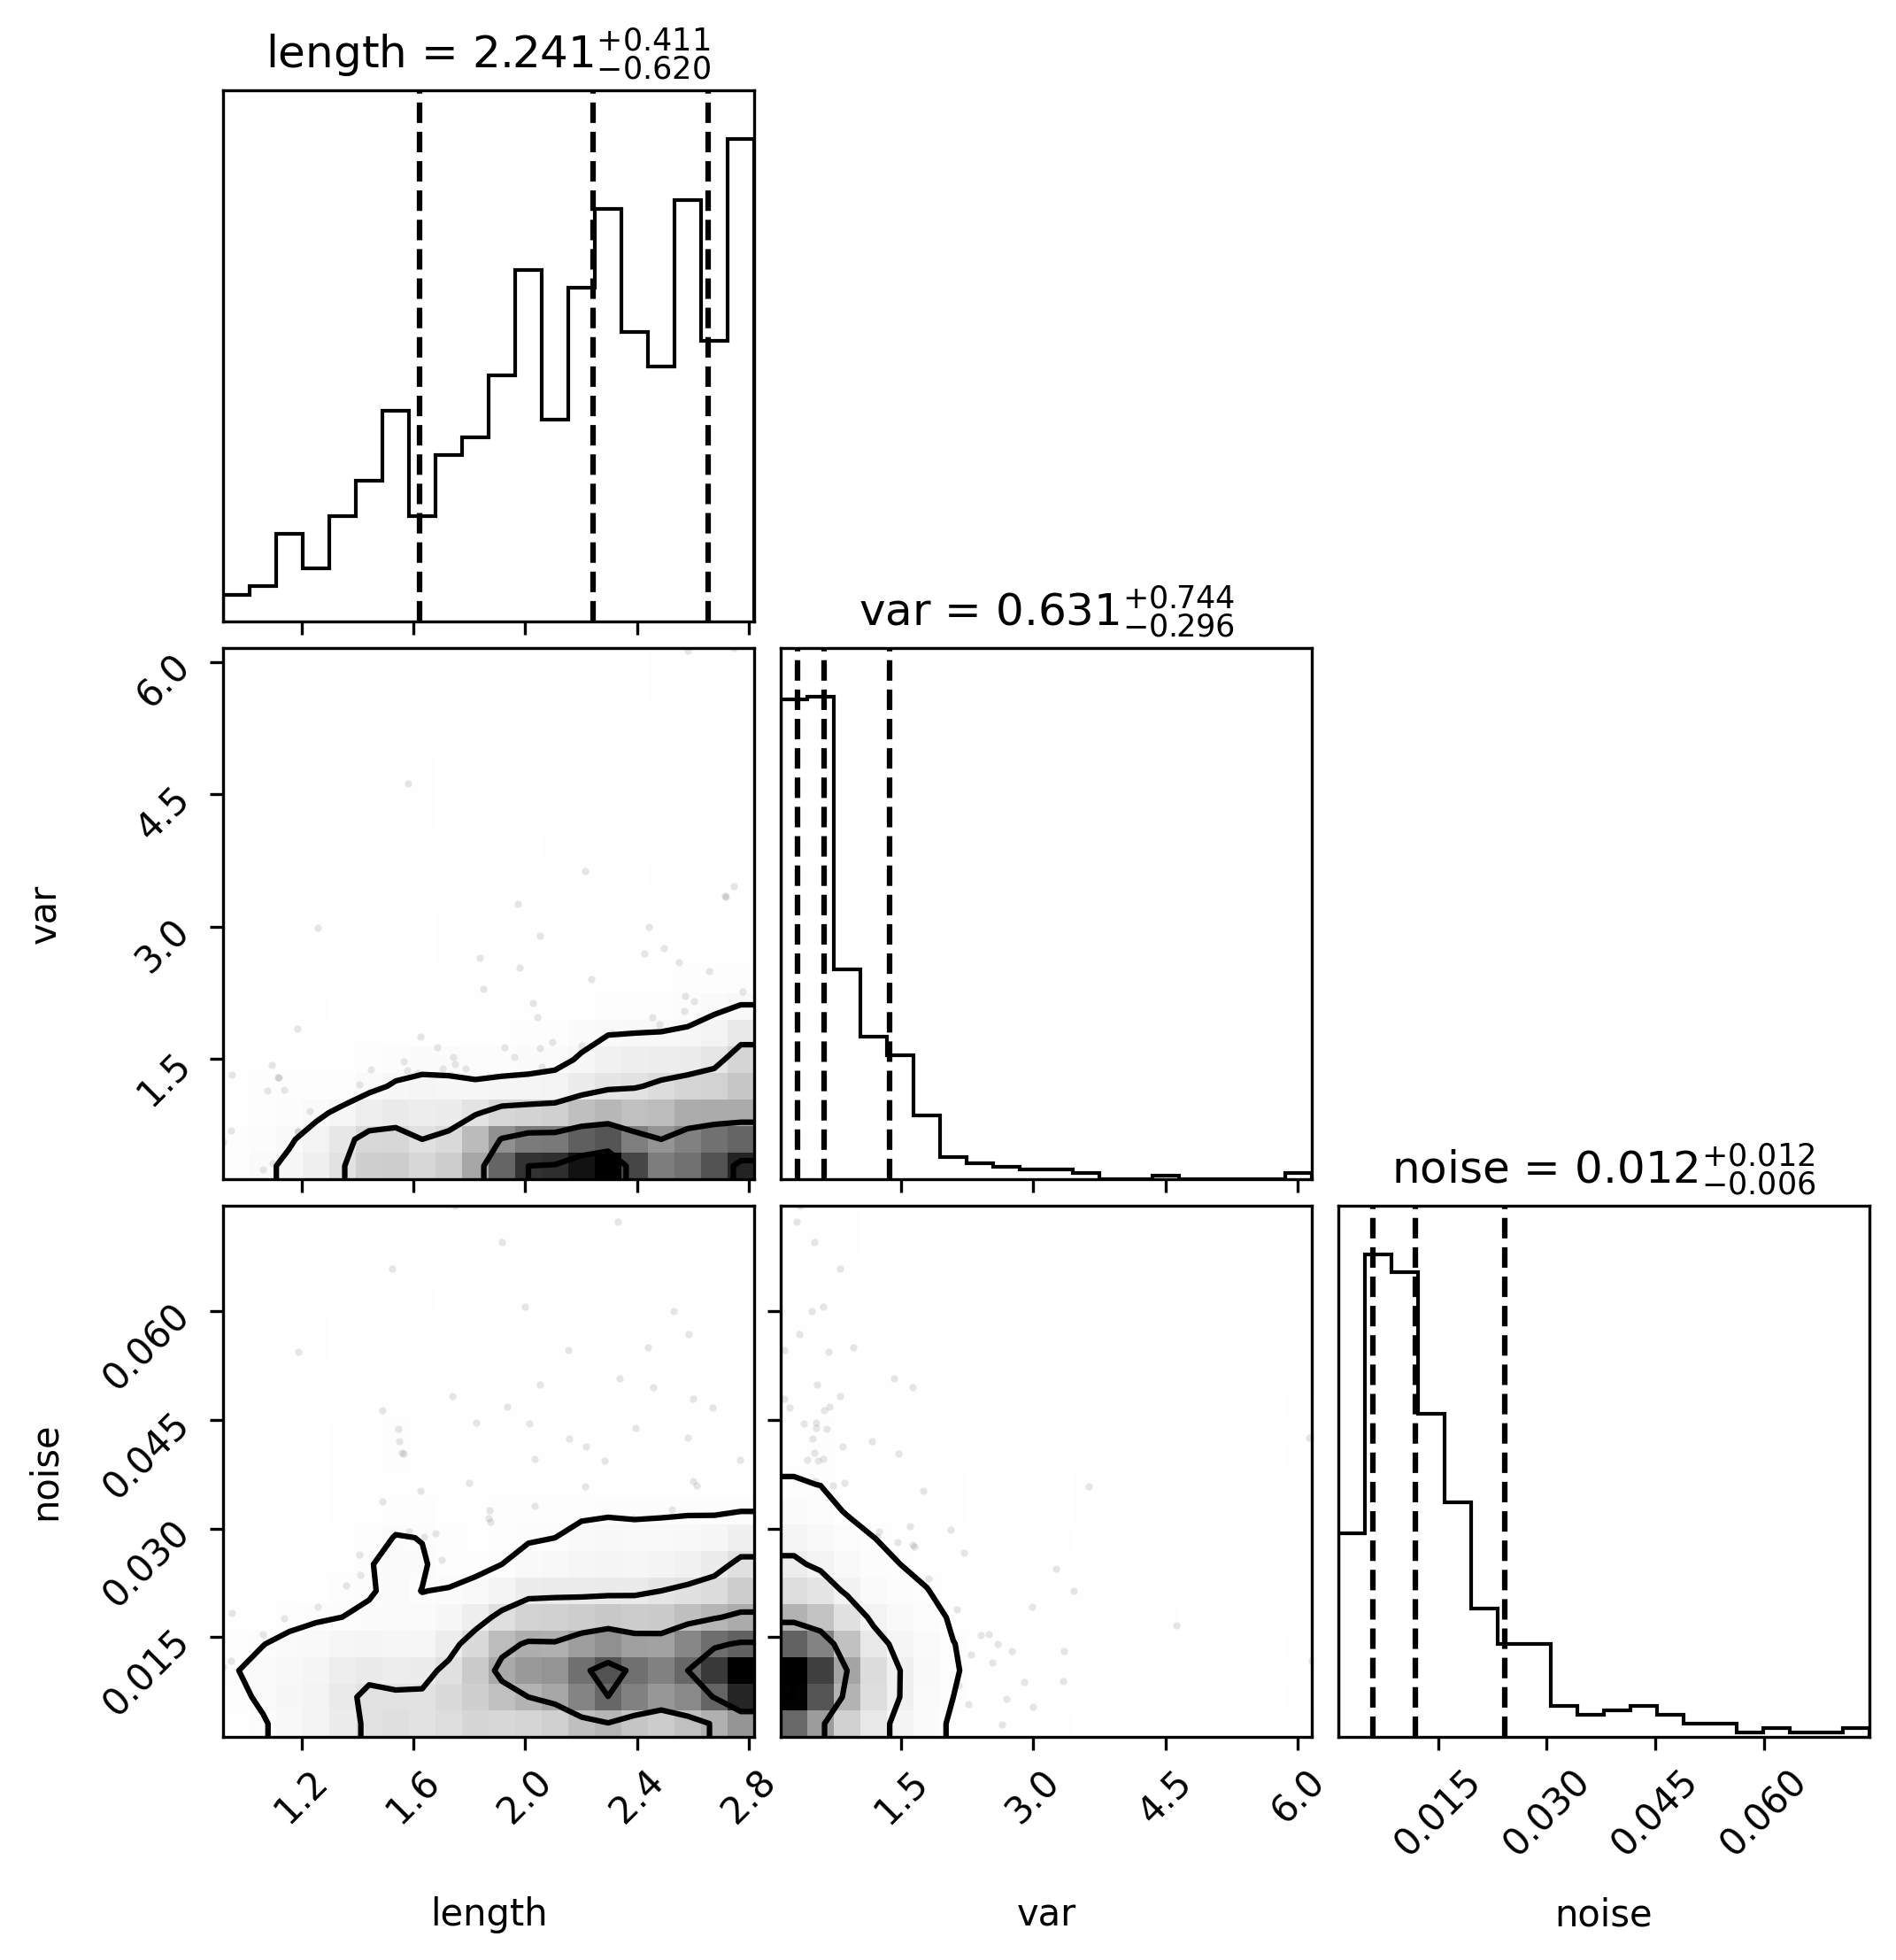 length = 2.241 +0.411 −0.620
var = 0.631 +0.744 −0.296
6.0
4.5
3.0
1.5
var
noise = 0.012 +0.012 −0.006
0.060
0.045
0.030
0.015
noise
1.2 1.6 2.0 2.4 2.8 1.5 3.0 4.5 6.0 0.015 0.030 0.045 0.060
length var noise